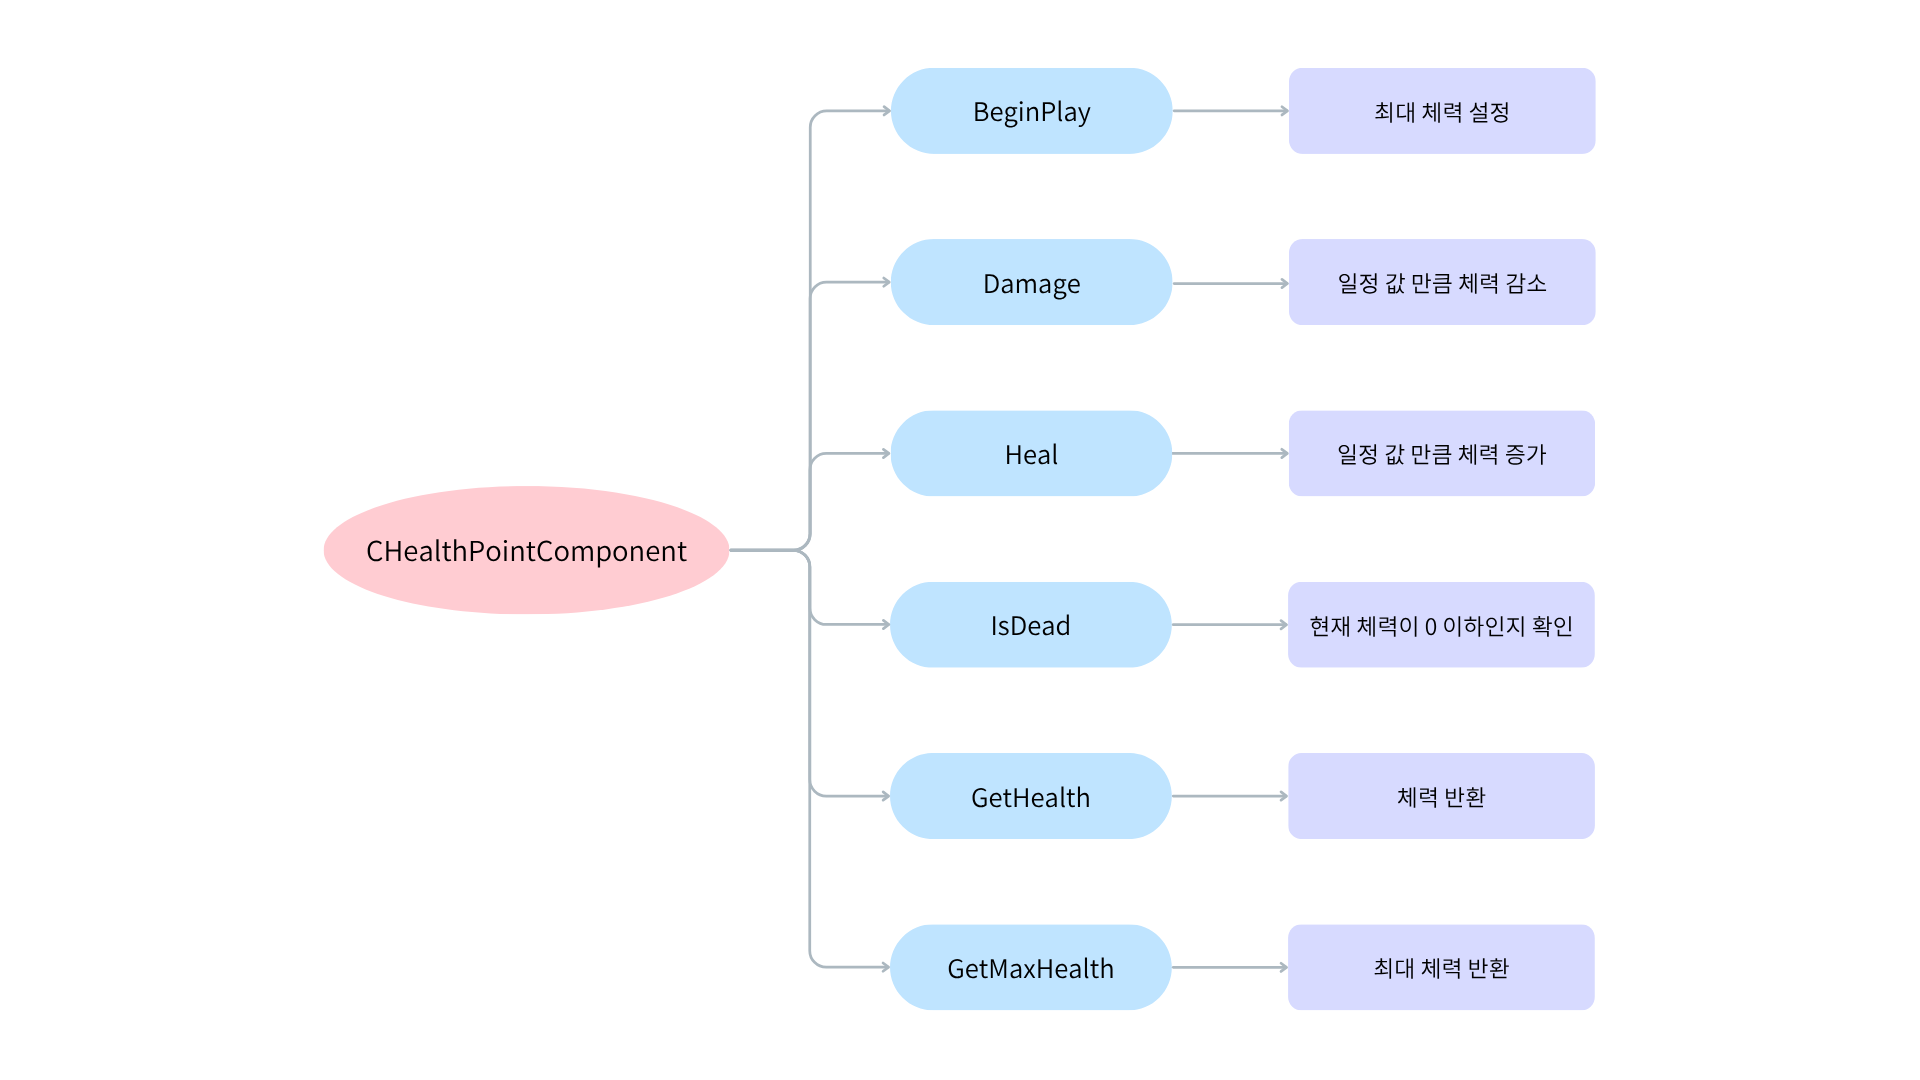 CHealthPointComponent
BeginPlay
최대 체력 설정
Damage
일정 값 만큼 체력 감소
Heal
일정 값 만큼 체력 증가
IsDead
현재 체력이 0 이하인지 확인
GetHealth
체력 반환
GetMaxHealth
최대 체력 반환